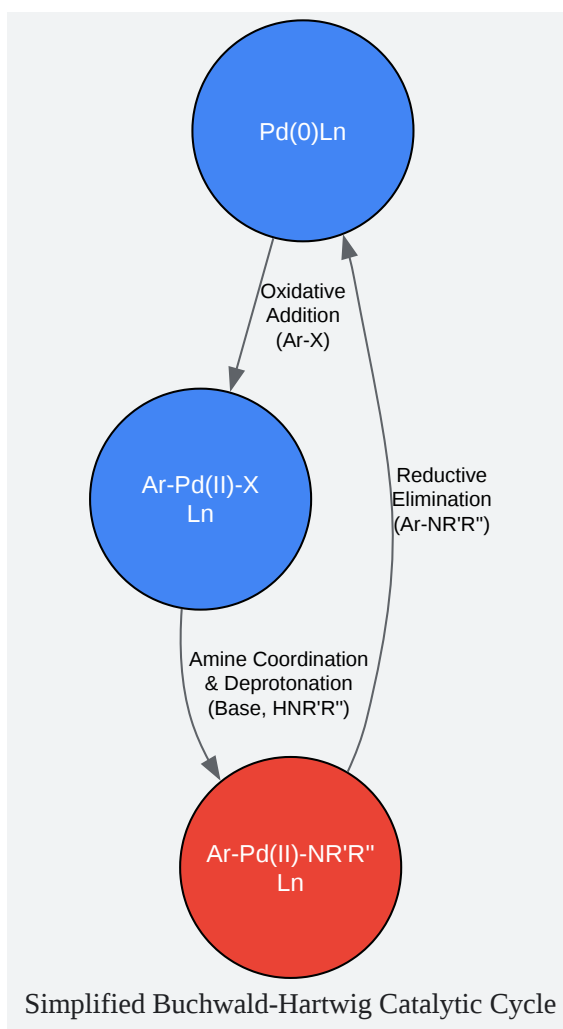 Pd(0)Ln
Oxidative
Addition
(Ar-X)
Ar-Pd(II)-X
Ln
Reductive
Elimination
(Ar-NR'R")
Amine Coordination
& Deprotonation
(Base, HNR'R")
Ar-Pd(II)-NR'R"
Ln
Simplified Buchwald-Hartwig Catalytic Cycle